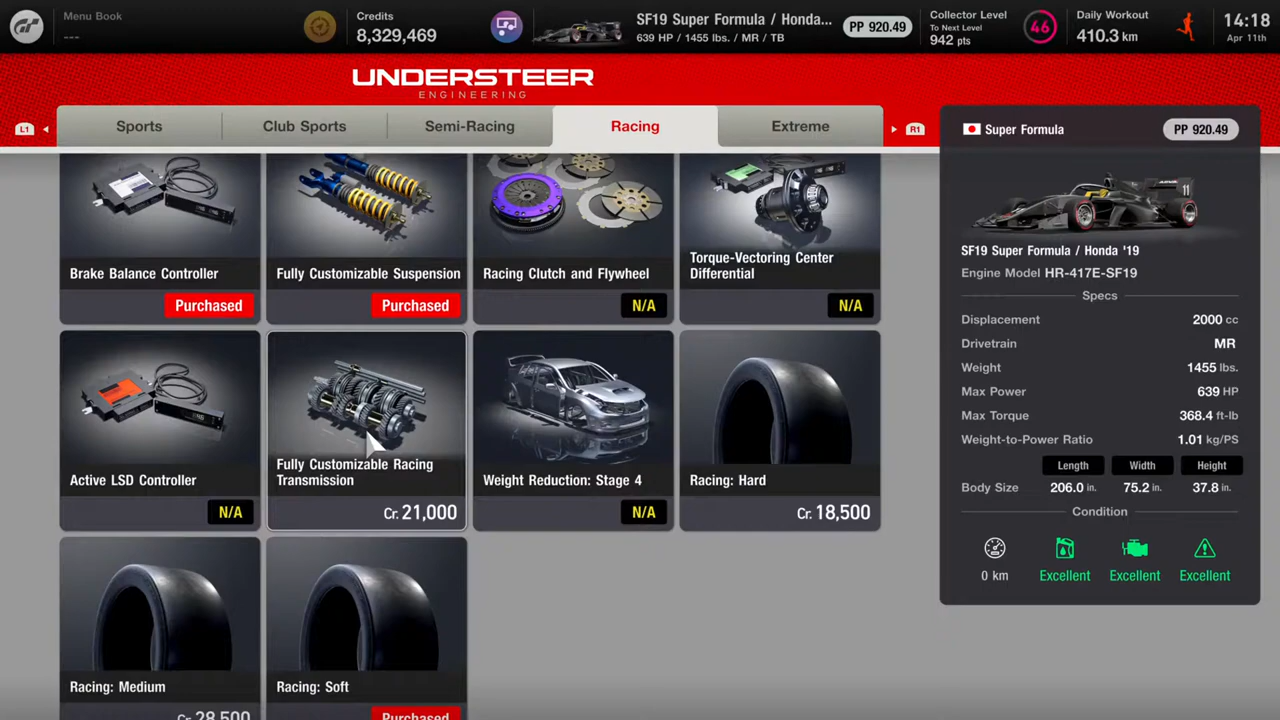 GT
Menu Book
---
Credits
8,329,469
SF19 Super Formula / Honda...
639 HP / 1455 lbs. / MR / TB
PP 920.49
Collector Level
To Next Level
942 pts
46
Daily Workout
410.3 km
14:18
Apr 11th
UNDERSTEER
ENGINEERING
L1
Sports
Club Sports
Semi-Racing
Racing
Extreme
R1
Brake Balance Controller
Purchased
Fully Customizable Suspension
Purchased
Racing Clutch and Flywheel
N/A
Torque-Vectoring Center
Differential
N/A
Active LSD Controller
N/A
Fully Customizable Racing
Transmission
Cr. 21,000
Weight Reduction: Stage 4
N/A
Racing: Hard
Cr. 18,500
Racing: Medium
Cr. 28,500
Racing: Soft
Purchased
Super Formula
PP 920.49
11
SF19 Super Formula / Honda '19
Engine Model HR-417E-SF19
Specs
Displacement 2000 cc
Drivetrain MR
Weight 1455 lbs.
Max Power 639 HP
Max Torque 368.4 ft-lb
Weight-to-Power Ratio 1.01 kg/PS
Length Width Height
Body Size 206.0 in. 75.2 in. 37.8 in.
Condition
0 km Excellent Excellent Excellent